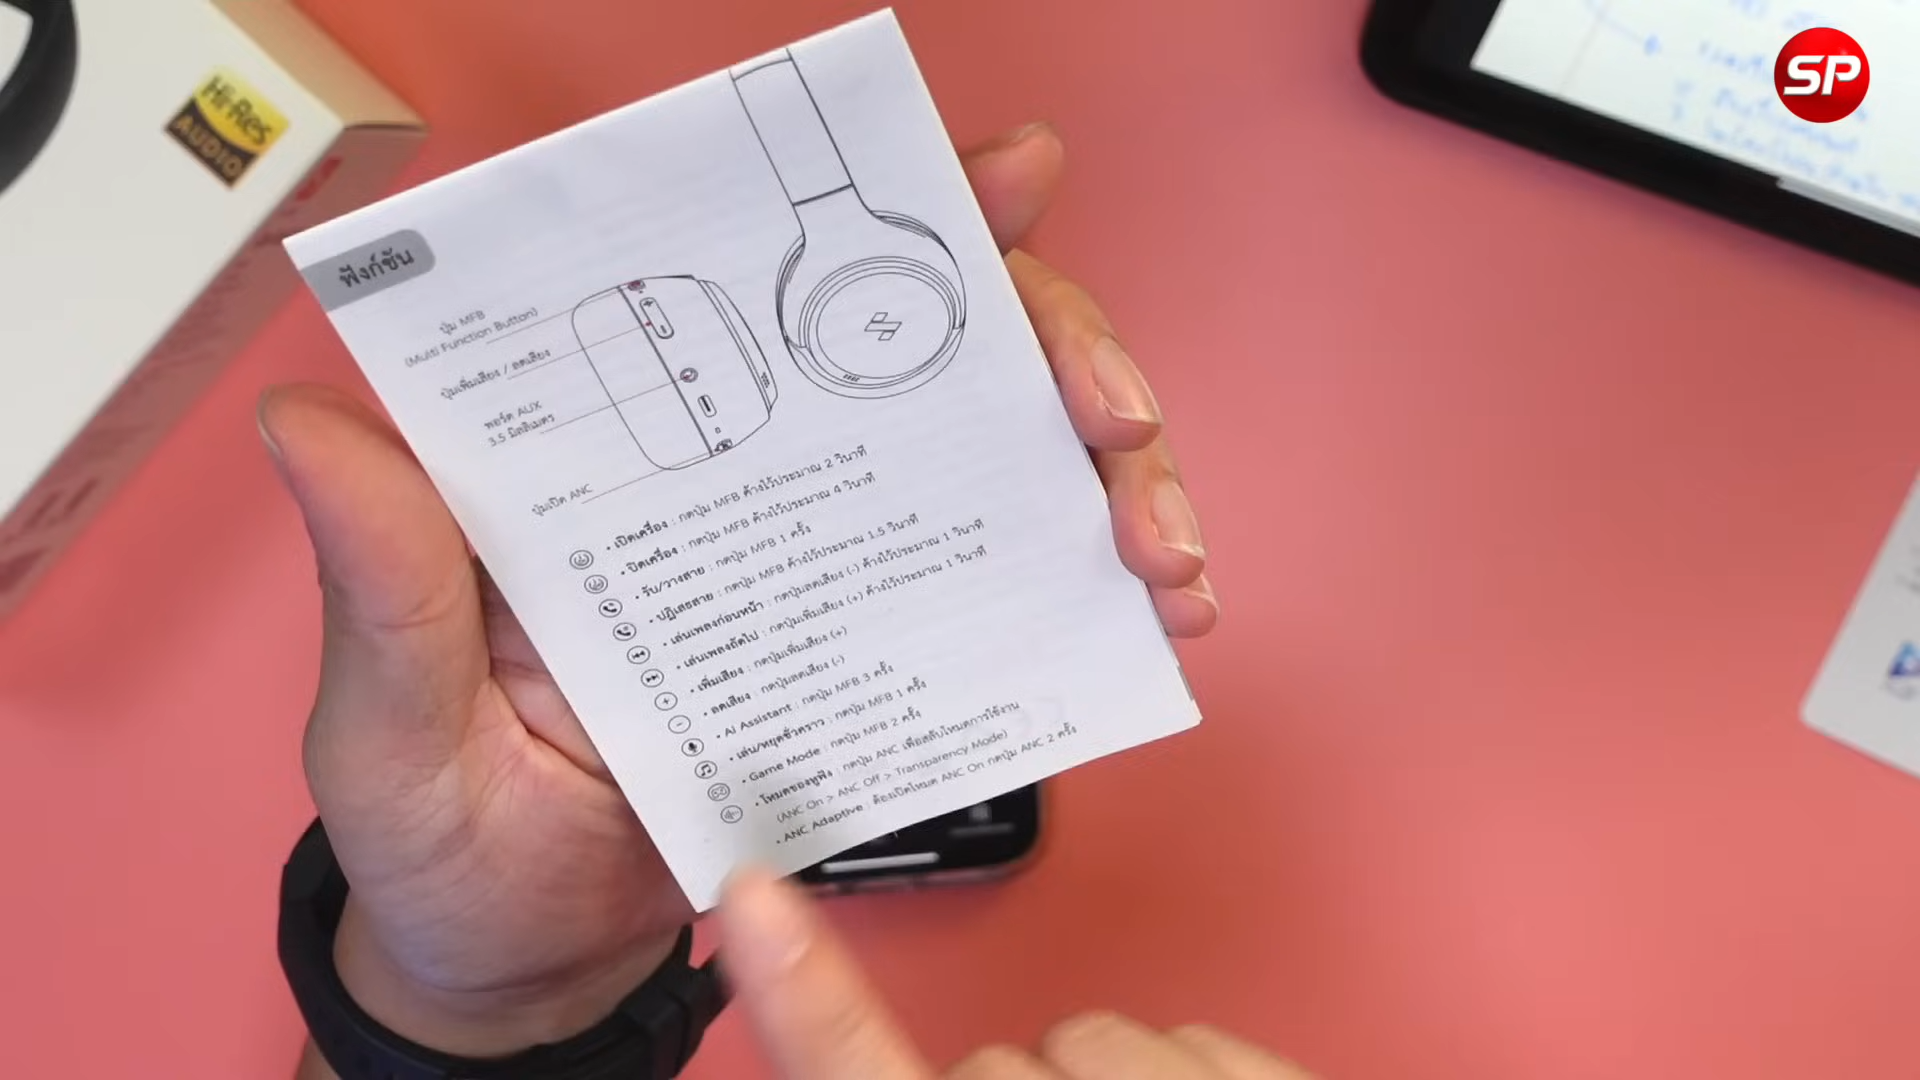 Hi-Res
AUDIO
SP
ฟังก์ชัน
ปุ่ม MFB
(Multi Function Button)
ปุ่มเพิ่มเสียง / ลดเสียง
พอร์ต AUX
3.5 มิลลิเมตร
ปุ่มเปิด ANC
• เปิดเครื่อง : กดปุ่ม MFB ค้างไว้ประมาณ 2 วินาที
• ปิดเครื่อง : กดปุ่ม MFB ค้างไว้ประมาณ 4 วินาที
• รับ/วางสาย : กดปุ่ม MFB 1 ครั้ง
• ปฏิเสธสาย : กดปุ่ม MFB ค้างไว้ประมาณ 1.5 วินาที
• เล่นเพลงก่อนหน้า : กดปุ่มลดเสียง (-) ค้างไว้ประมาณ 1 วินาที
• เล่นเพลงถัดไป : กดปุ่มเพิ่มเสียง (+) ค้างไว้ประมาณ 1 วินาที
• เพิ่มเสียง : กดปุ่มเพิ่มเสียง (+)
• ลดเสียง : กดปุ่มลดเสียง (-)
• AI Assistant : กดปุ่ม MFB 3 ครั้ง
• เล่น/หยุดชั่วคราว : กดปุ่ม MFB 1 ครั้ง
• Game Mode : กดปุ่ม MFB 2 ครั้ง
• โหมดของหูฟัง : กดปุ่ม ANC เพื่อสลับโหมดการใช้งาน
(ANC On > ANC Off > Transparency Mode)
• ANC Adaptive : ต้องเปิดโหมด ANC On กดปุ่ม ANC 2 ครั้ง